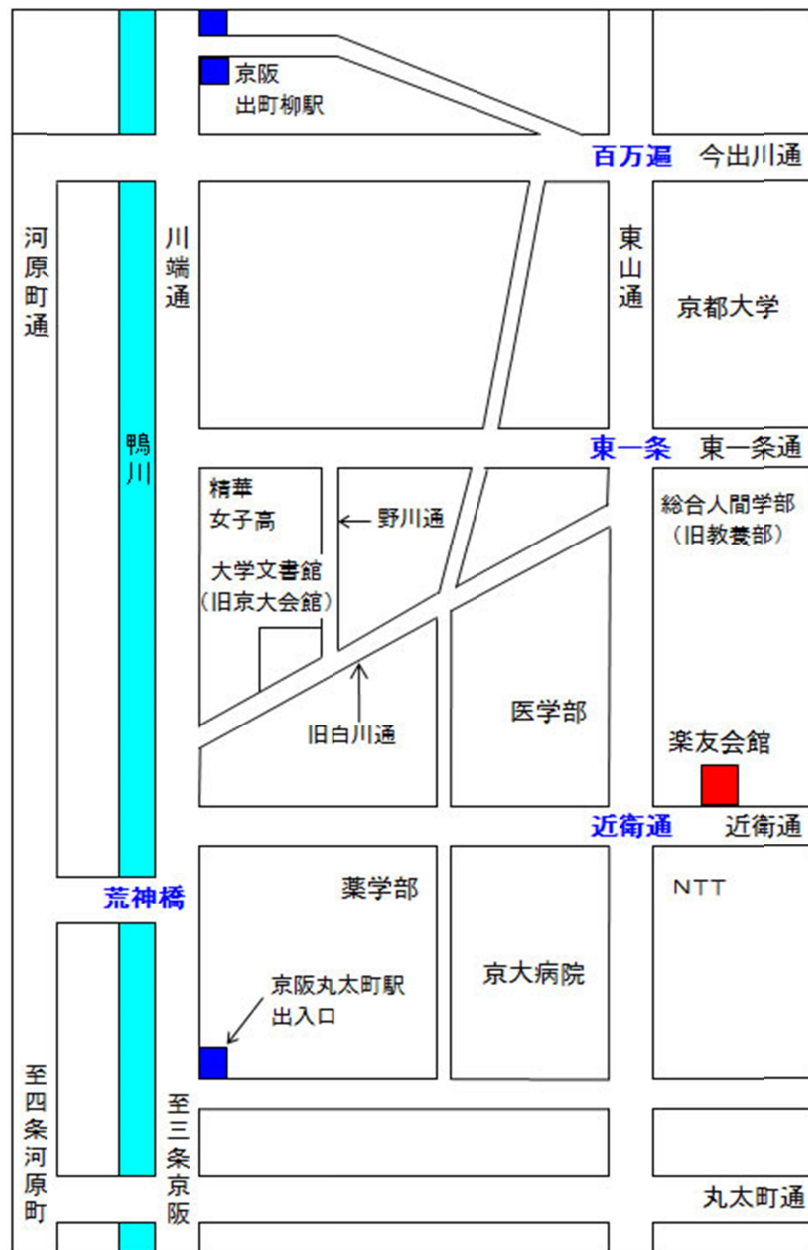 京阪
出町柳駅
百万遍
今出川通
河原町通
川端通
東山通
京都大学
鴨川
東一条
東一条通
精華
女子高
野川通
総合人間学部
（旧教養部）
大学文書館
（旧京大会館）
医学部
旧白川通
楽友会館
近衛通
近衛通
荒神橋
薬学部
NTT
京大病院
京阪丸太町駅
出入口
至四条河原町
至三条京阪
丸太町通